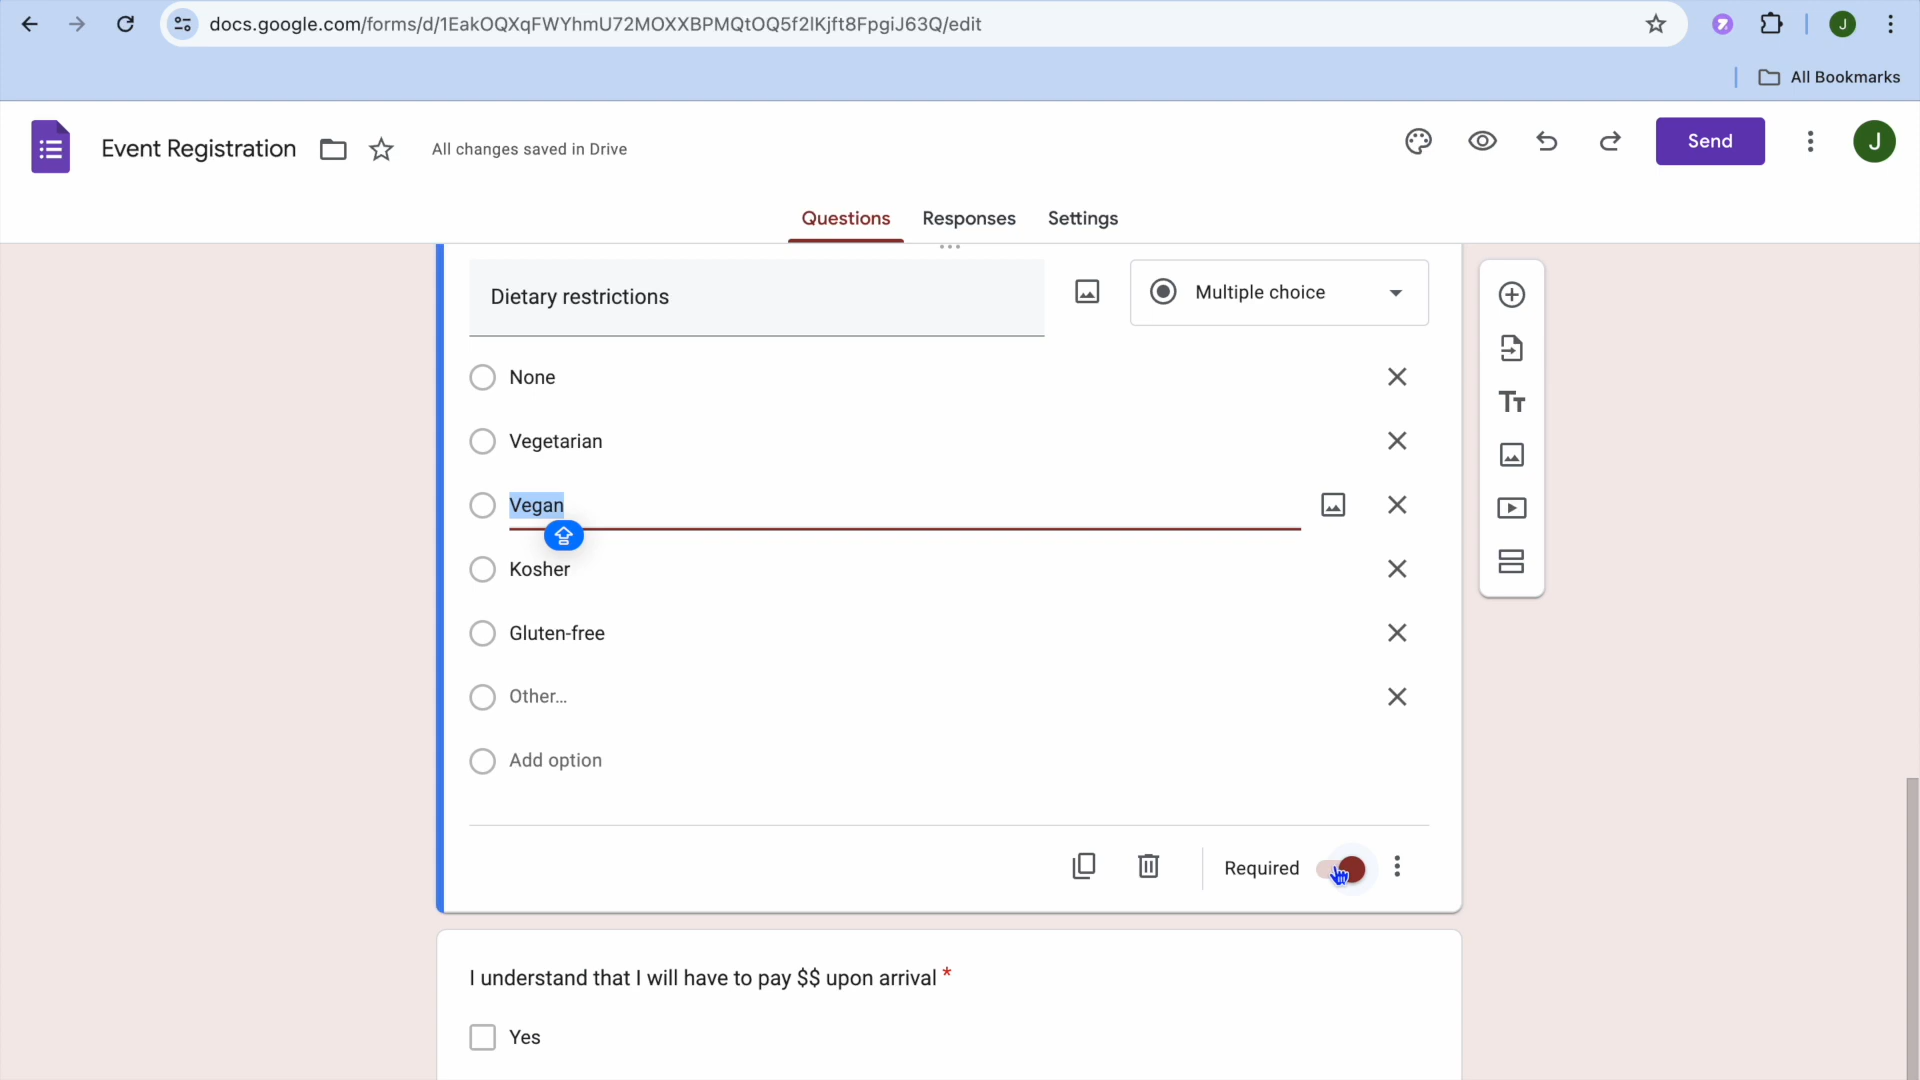 docs.google.com/forms/d/1EakOQXqFWYhmU72MOXXBPMQtOQ5f2lKjft8FpgiJ63Q/edit
J
All Bookmarks
Event Registration
All changes saved in Drive
Send
J
Questions
Responses
Settings
Dietary restrictions
Multiple choice
None
Vegetarian
Vegan
Kosher
Gluten-free
Other...
Add option
Required
I understand that I will have to pay $$ upon arrival *
Yes